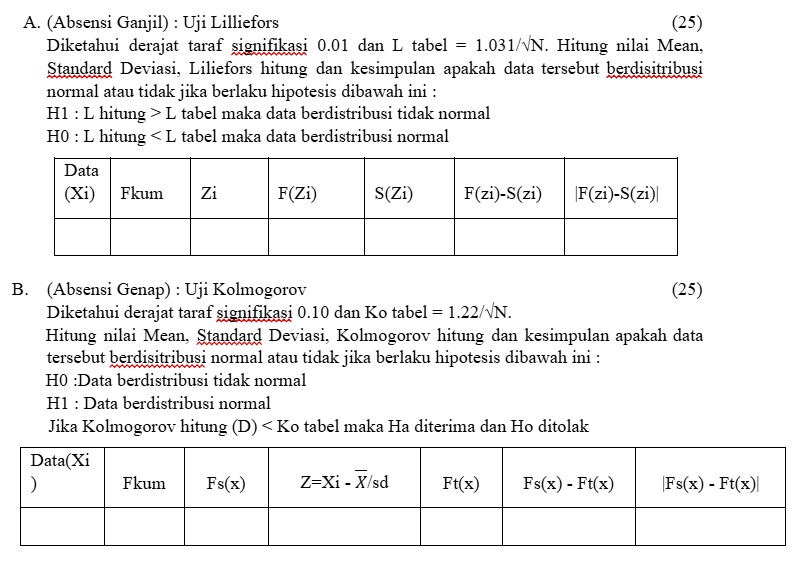 A. (Absensi Ganjil) : Uji Lilliefors (25)
Diketahui derajat taraf signifikasi 0.01 dan L tabel = 1.031/√N. Hitung nilai Mean,
Standard Deviasi, Liliefors hitung dan kesimpulan apakah data tersebut berdisitribusi
normal atau tidak jika berlaku hipotesis dibawah ini :
H1 : L hitung > L tabel maka data berdistribusi tidak normal
H0 : L hitung < L tabel maka data berdistribusi normal
Data
(Xi) Fkum Zi F(Zi) S(Zi) F(zi)-S(zi) |F(zi)-S(zi)|
B. (Absensi Genap) : Uji Kolmogorov (25)
Diketahui derajat taraf signifikasi 0.10 dan Ko tabel = 1.22/√N.
Hitung nilai Mean, Standard Deviasi, Kolmogorov hitung dan kesimpulan apakah data
tersebut berdisitribusi normal atau tidak jika berlaku hipotesis dibawah ini :
H0 :Data berdistribusi tidak normal
H1 : Data berdistribusi normal
Jika Kolmogorov hitung (D) < Ko tabel maka Ha diterima dan Ho ditolak
Data(Xi
) Fkum Fs(x) Z=Xi - X̅/sd Ft(x) Fs(x) - Ft(x) |Fs(x) - Ft(x)|